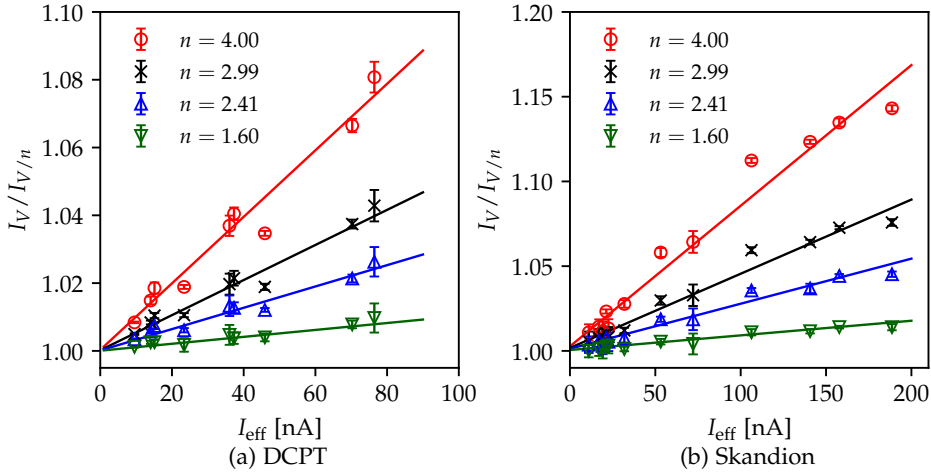 1.10
1.08
1.06
1.04
1.02
1.00
I_V / I_{V/n}
n = 4.00
n = 2.99
n = 2.41
n = 1.60
0 20 40 60 80 100
I_eff [nA]
(a) DCPT
1.20
1.15
1.10
1.05
1.00
I_V / I_{V/n}
n = 4.00
n = 2.99
n = 2.41
n = 1.60
0 50 100 150 200
I_eff [nA]
(b) Skandion